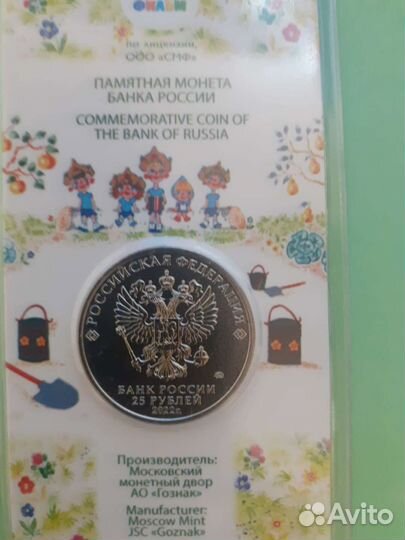 ФИЛЬМ
по лицензии,
ООО «СМФ»
ПАМЯТНАЯ МОНЕТА
БАНКА РОССИИ
COMMEMORATIVE COIN OF
THE BANK OF RUSSIA
РОССИЙСКАЯ ФЕДЕРАЦИЯ
БАНК РОССИИ
25 РУБЛЕЙ
2022г.
Производитель:
Московский
монетный двор
АО «Гознак»
Manufacturer:
Moscow Mint
JSC «Goznak»
Avito